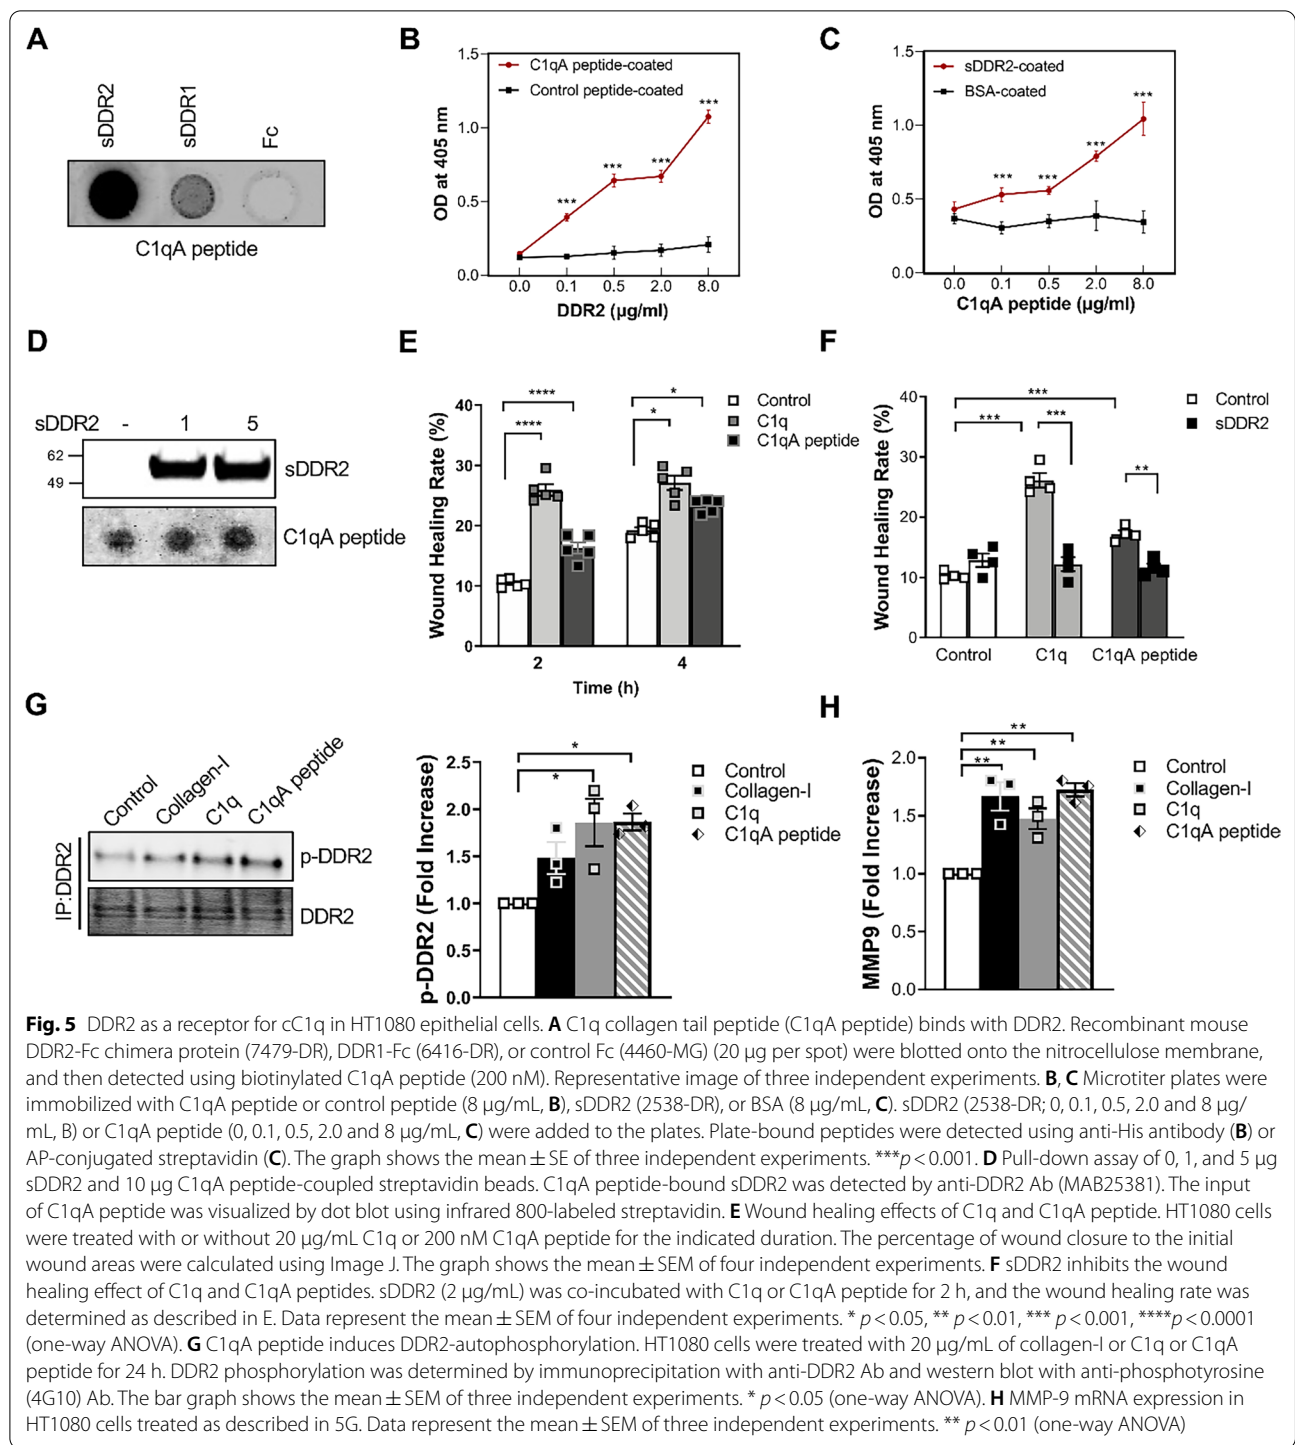 A
sDDR2
sDDR1
Fc
C1qA peptide
B
C1qA peptide-coated
Control peptide-coated
OD at 405 nm
1.5
1.0
0.5
0.0
***
***
***
***
0.0 0.1 0.5 2.0 8.0
DDR2 (µg/ml)
C
sDDR2-coated
BSA-coated
OD at 405 nm
1.5
1.0
0.5
0.0
***
***
***
***
0.0 0.1 0.5 2.0 8.0
C1qA peptide (µg/ml)
D
sDDR2 - 1 5
62
49
sDDR2
C1qA peptide
E
Wound Healing Rate (%)
40
30
20
10
0
****
****
*
*
Control
C1q
C1qA peptide
2 4
Time (h)
F
Wound Healing Rate (%)
40
30
20
10
0
***
***
***
**
Control
sDDR2
Control C1q C1qA peptide
G
Control
Collagen-I
C1q
C1qA peptide
IP:DDR2
p-DDR2
DDR2
p-DDR2 (Fold Increase)
2.5
2.0
1.5
1.0
0.5
0.0
*
*
Control
Collagen-I
C1q
C1qA peptide
H
MMP9 (Fold Increase)
2.0
1.5
1.0
0.5
0.0
**
**
**
Control
Collagen-I
C1q
C1qA peptide
Fig. 5 DDR2 as a receptor for cC1q in HT1080 epithelial cells. A C1q collagen tail peptide (C1qA peptide) binds with DDR2. Recombinant mouse
DDR2-Fc chimera protein (7479-DR), DDR1-Fc (6416-DR), or control Fc (4460-MG) (20 µg per spot) were blotted onto the nitrocellulose membrane,
and then detected using biotinylated C1qA peptide (200 nM). Representative image of three independent experiments. B, C Microtiter plates were
immobilized with C1qA peptide or control peptide (8 µg/mL, B), sDDR2 (2538-DR), or BSA (8 µg/mL, C). sDDR2 (2538-DR; 0, 0.1, 0.5, 2.0 and 8 µg/
mL, B) or C1qA peptide (0, 0.1, 0.5, 2.0 and 8 µg/mL, C) were added to the plates. Plate-bound peptides were detected using anti-His antibody (B) or
AP-conjugated streptavidin (C). The graph shows the mean ± SE of three independent experiments. ***p < 0.001. D Pull-down assay of 0, 1, and 5 µg
sDDR2 and 10 µg C1qA peptide-coupled streptavidin beads. C1qA peptide-bound sDDR2 was detected by anti-DDR2 Ab (MAB25381). The input
of C1qA peptide was visualized by dot blot using infrared 800-labeled streptavidin. E Wound healing effects of C1q and C1qA peptide. HT1080 cells
were treated with or without 20 µg/mL C1q or 200 nM C1qA peptide for the indicated duration. The percentage of wound closure to the initial
wound areas were calculated using Image J. The graph shows the mean ± SEM of four independent experiments. F sDDR2 inhibits the wound
healing effect of C1q and C1qA peptides. sDDR2 (2 µg/mL) was co-incubated with C1q or C1qA peptide for 2 h, and the wound healing rate was
determined as described in E. Data represent the mean ± SEM of four independent experiments. * p < 0.05, ** p < 0.01, *** p < 0.001, ****p < 0.0001
(one-way ANOVA). G C1qA peptide induces DDR2-autophosphorylation. HT1080 cells were treated with 20 µg/mL of collagen-I or C1q or C1qA
peptide for 24 h. DDR2 phosphorylation was determined by immunoprecipitation with anti-DDR2 Ab and western blot with anti-phosphotyrosine
(4G10) Ab. The bar graph shows the mean ± SEM of three independent experiments. * p < 0.05 (one-way ANOVA). H MMP-9 mRNA expression in
HT1080 cells treated as described in 5G. Data represent the mean ± SEM of three independent experiments. ** p < 0.01 (one-way ANOVA)